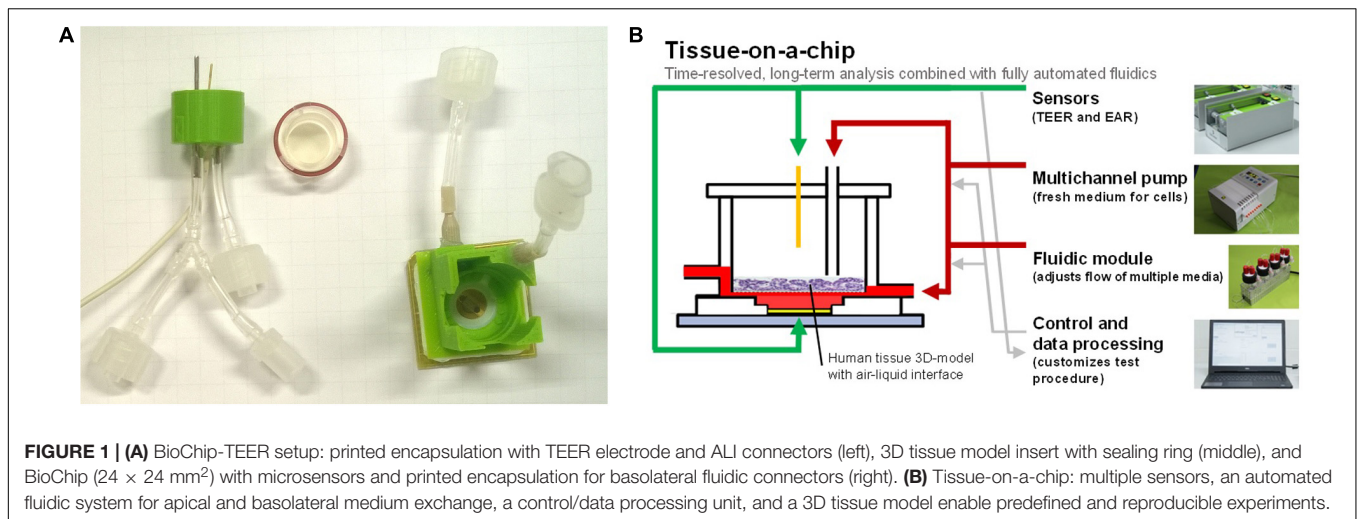 A
B
Tissue-on-a-chip
Time-resolved, long-term analysis combined with fully automated fluidics
Sensors
(TEER and EAR)
Multichannel pump
(fresh medium for cells)
Fluidic module
(adjusts flow of multiple media)
Control and
data processing
(customizes test
procedure)
Human tissue 3D-model
with air-liquid interface
FIGURE 1 | (A) BioChip-TEER setup: printed encapsulation with TEER electrode and ALI connectors (left), 3D tissue model insert with sealing ring (middle), and
BioChip (24 × 24 mm²) with microsensors and printed encapsulation for basolateral fluidic connectors (right). (B) Tissue-on-a-chip: multiple sensors, an automated
fluidic system for apical and basolateral medium exchange, a control/data processing unit, and a 3D tissue model enable predefined and reproducible experiments.